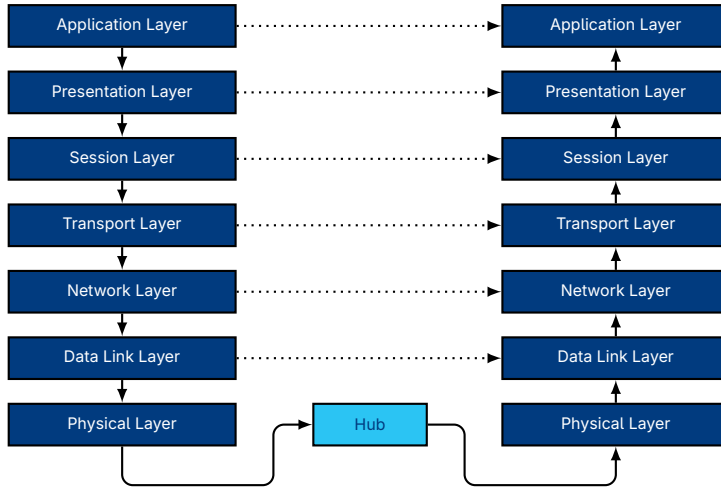 Application Layer
Application Layer
Presentation Layer
Presentation Layer
Session Layer
Session Layer
Transport Layer
Transport Layer
Network Layer
Network Layer
Data Link Layer
Data Link Layer
Physical Layer
Hub
Physical Layer